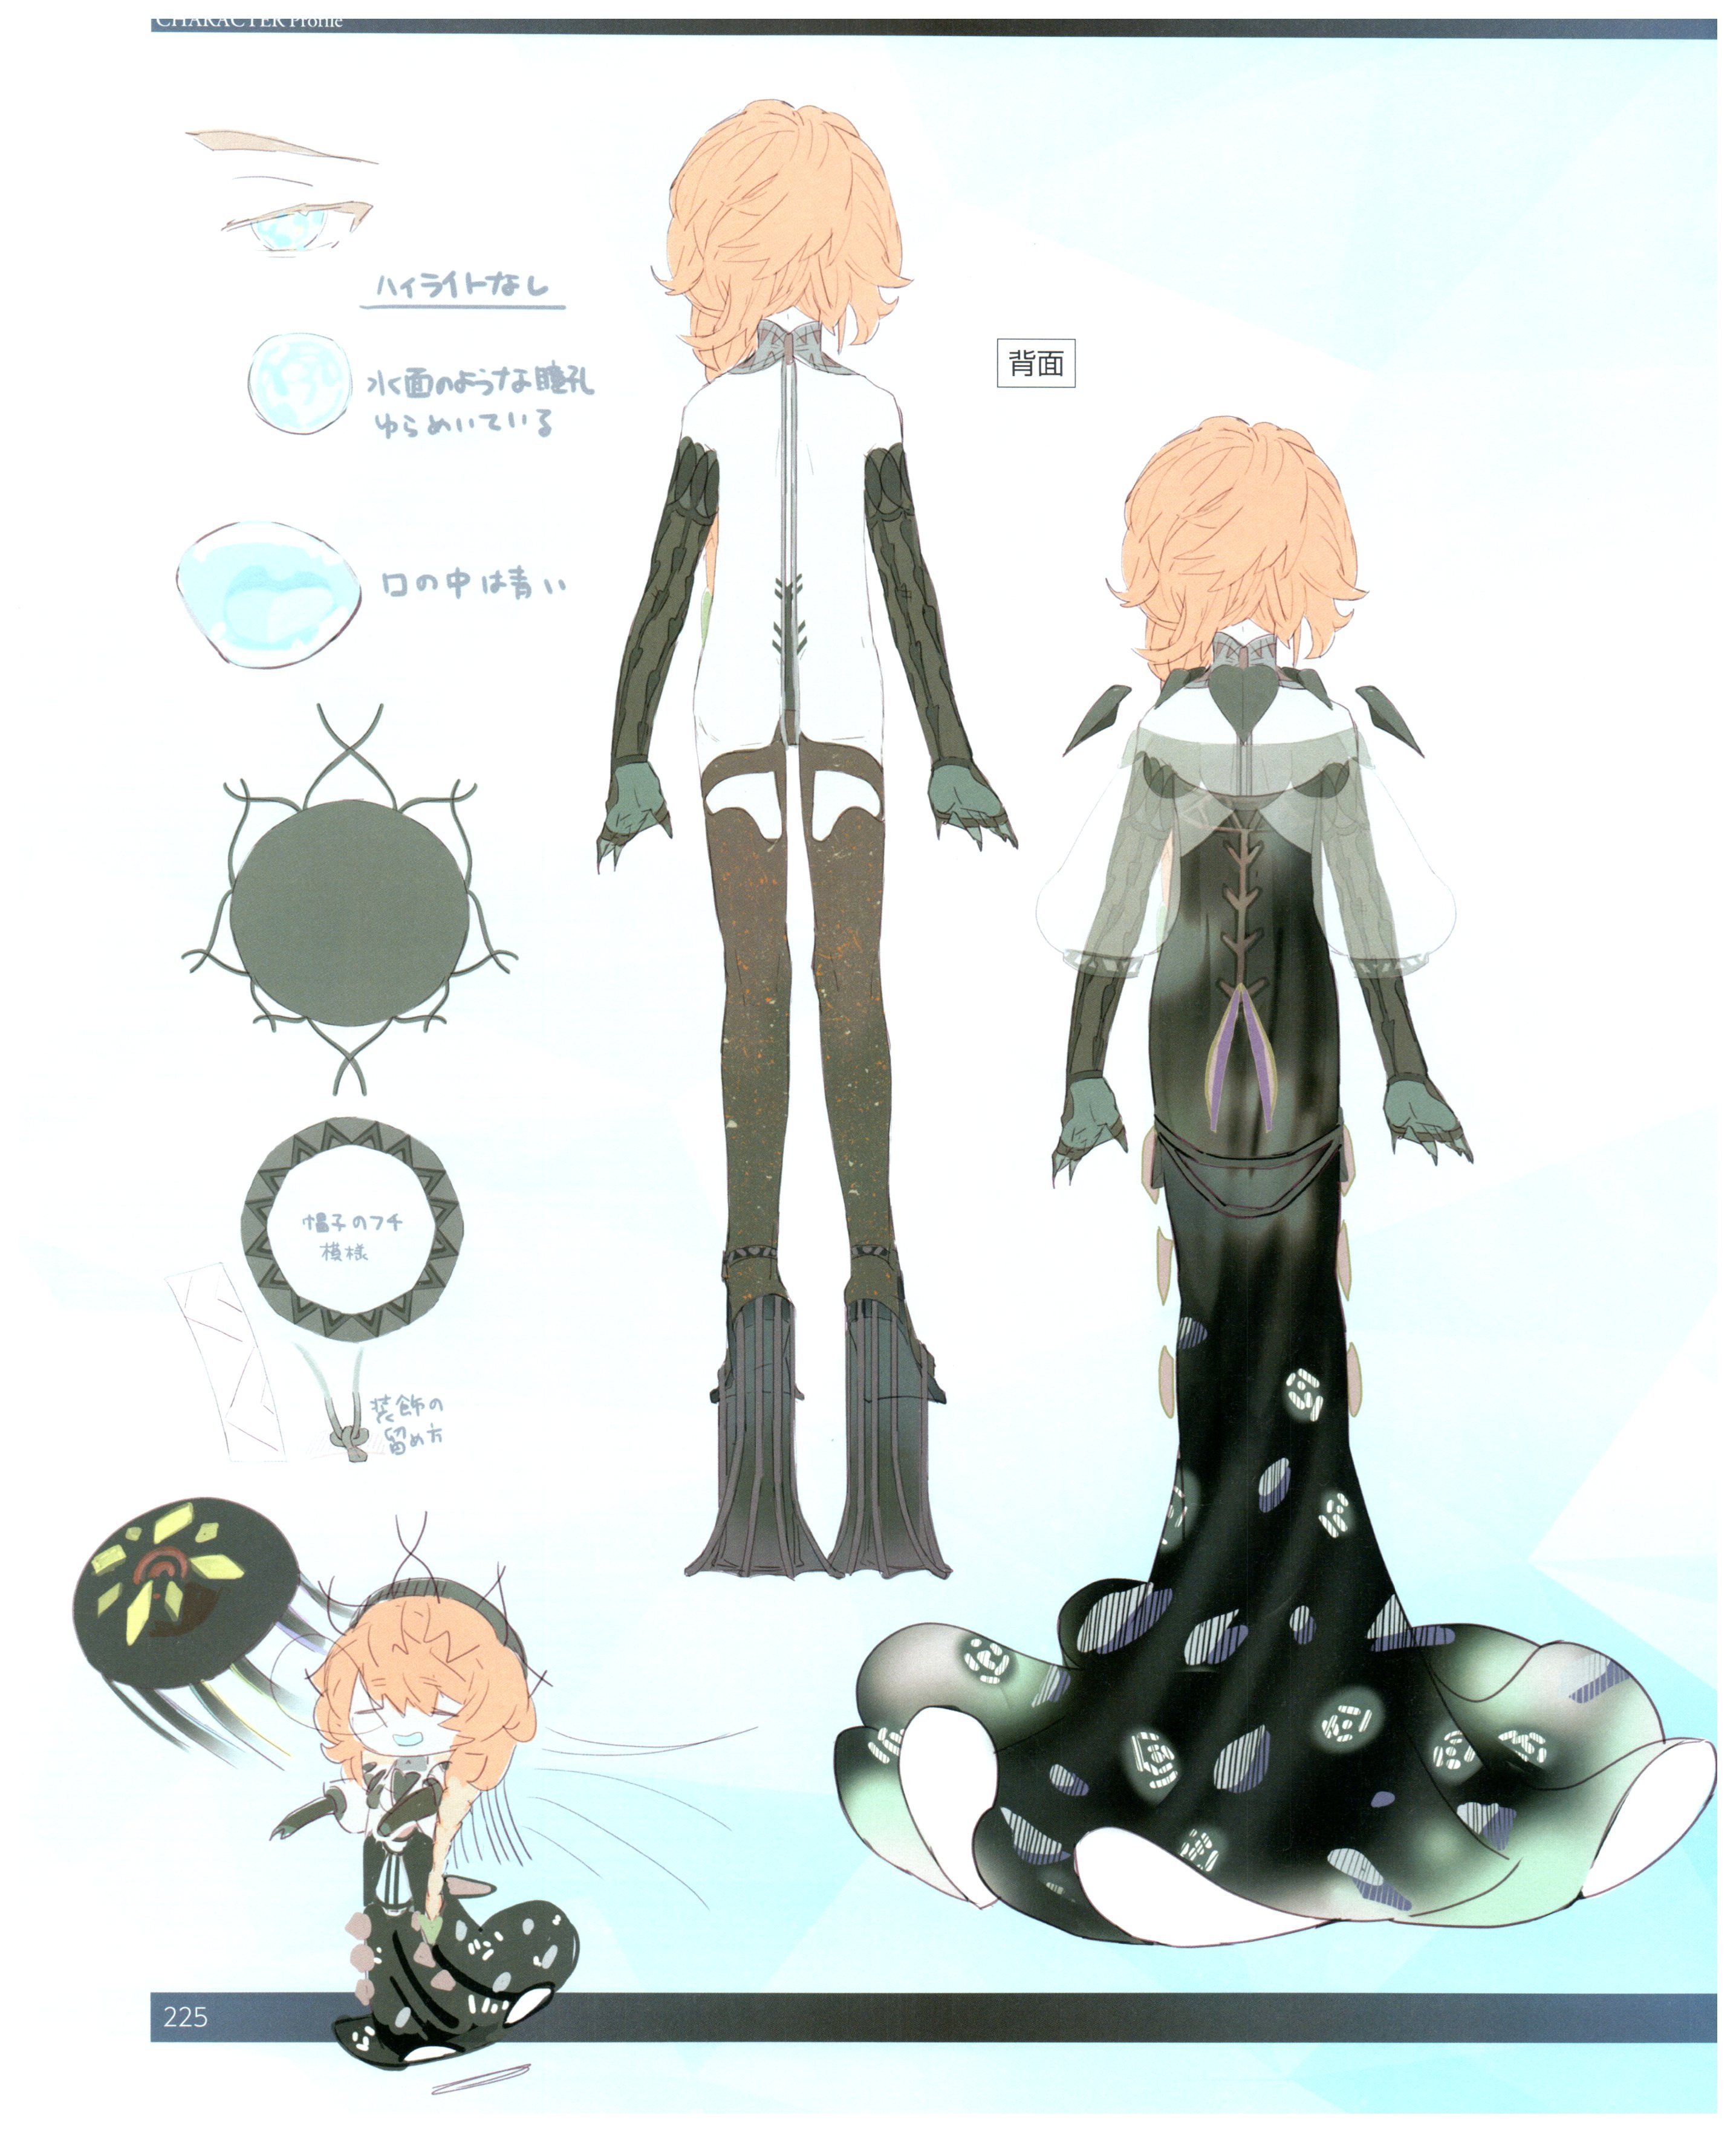 CHARACTER Profile
ハイライトなし
水面のような瞳孔
ゆらめいている
背面
口の中は青い
帽子のフチ
模様
装飾の
留め方
225